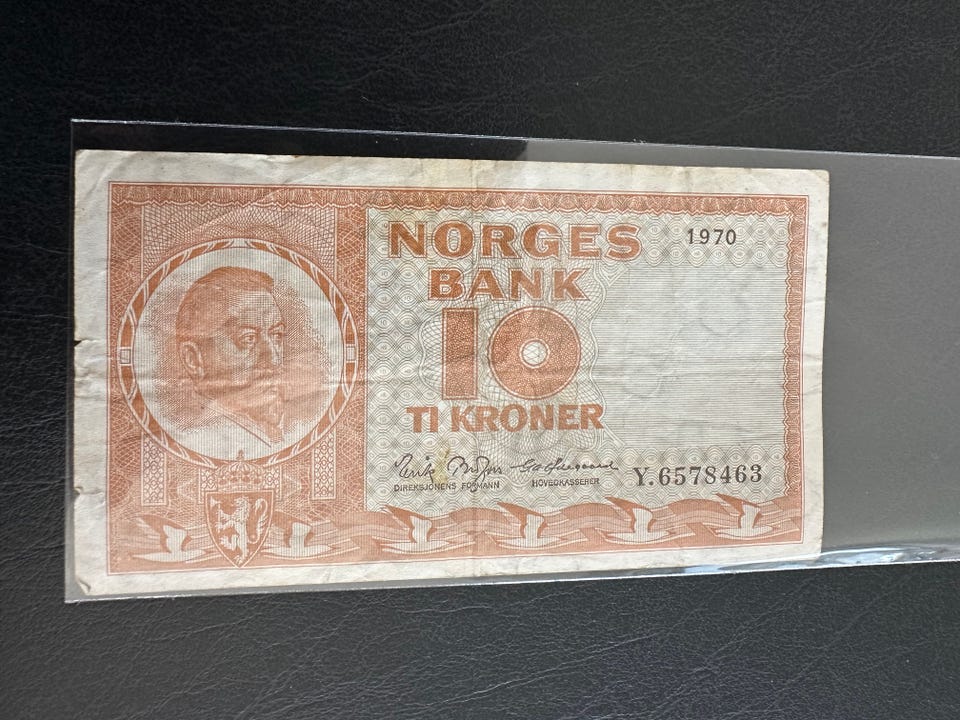 NORGES
1970
BANK
10
TI KRONER
DIREKSJONENS FORMANN
HOVEDKASSERER
Y.6578463